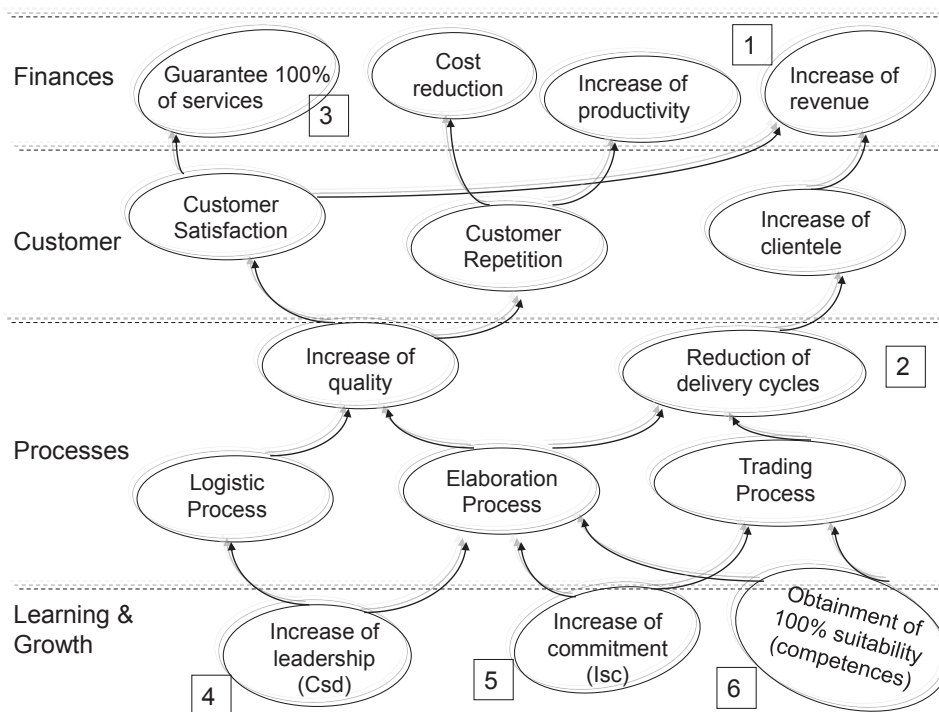 1
Finances
Guarantee 100%
of services
3
Cost
reduction
Increase of
productivity
Increase of
revenue
Customer
Customer
Satisfaction
Customer
Repetition
Increase of
clientele
Increase of
quality
Reduction of
delivery cycles
2
Processes
Logistic
Process
Elaboration
Process
Trading
Process
Learning &
Growth
Increase of
leadership
(Csd)
4
Increase of
commitment
(Isc)
5
Obtainment of
100% suitability
(competences)
6